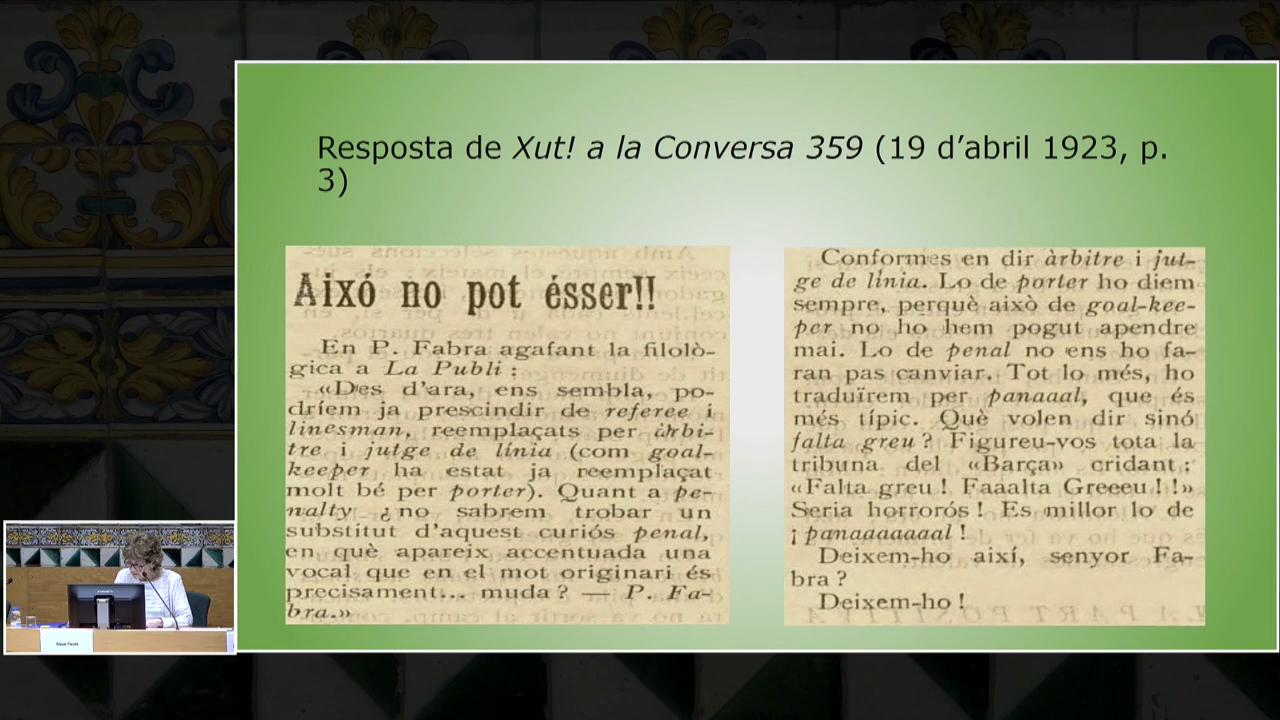 Resposta de Xut! a la Conversa 359 (19 d’abril 1923, p.
3)
Aixó no pot ésser!!
En P. Fabra agafant la filolò-
gica a La Publi :
«Des d’ara, ens sembla, po-
dríem ja prescindir de referee i
linesman, reemplaçats per àrbi-
tre i jutge de línia (com goal-
keeper ha estat ja reemplaçat
molt bé per porter). Quant a pe-
nalty ¿no sabrem trobar un
substitut d’aquest curiós penal,
en què apareix accentuada una
vocal que en el mot originari és
precisament... muda? — P. Fa-
bra.»
Conformes en dir àrbitre i jut-
ge de línia. Lo de porter ho diem
sempre, perquè això de goal-kee-
per no ho hem pogut apendre
mai. Lo de penal no ens ho fa-
ran pas canviar. Tot lo més, ho
traduïrem per panaaal, que és
més típic. Què volen dir sinó
falta greu? Figureu-vos tota la
tribuna del «Barça» cridant :
«Falta greu! Faaalta Greeeu!!»
Seria horrorós! Es millor lo de
¡panaaaaaaal!
Deixem-ho així, senyor Fa-
bra?
Deixem-ho!